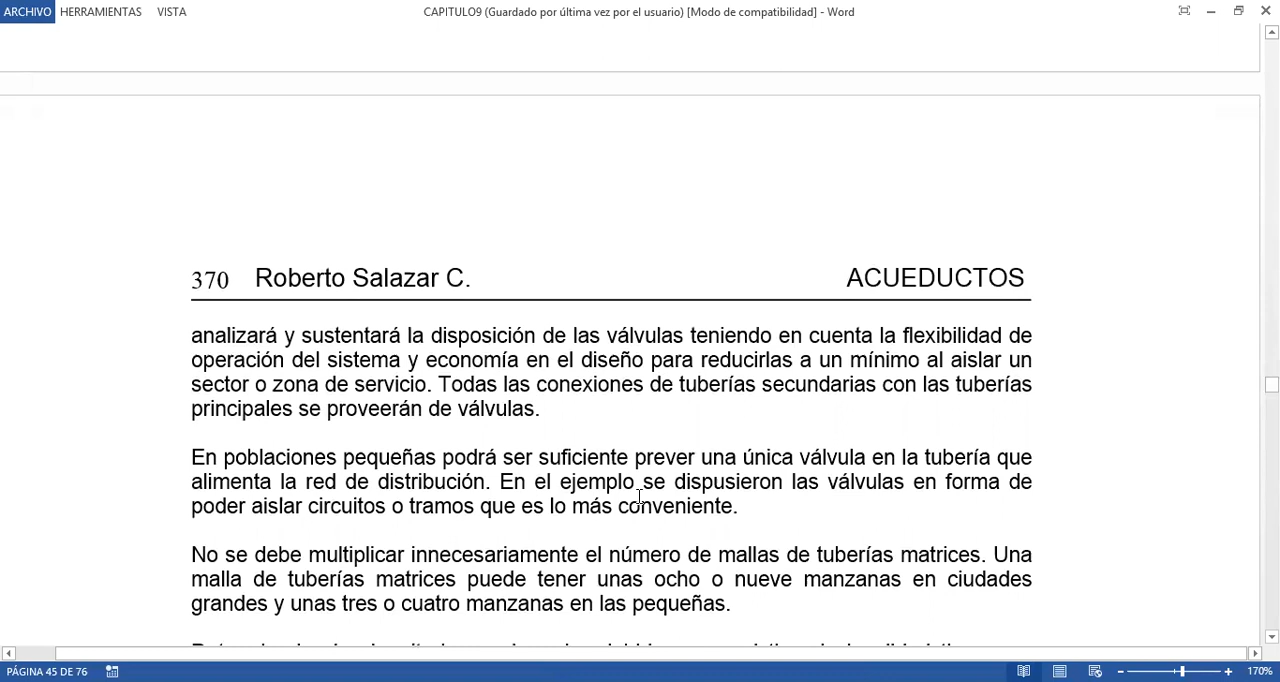 ARCHIVO HERRAMIENTAS VISTA CAPITULO9 (Guardado por última vez por el usuario) [Modo de compatibilidad] - Word
370 Roberto Salazar C. ACUEDUCTOS
analizará y sustentará la disposición de las válvulas teniendo en cuenta la flexibilidad de
operación del sistema y economía en el diseño para reducirlas a un mínimo al aislar un
sector o zona de servicio. Todas las conexiones de tuberías secundarias con las tuberías
principales se proveerán de válvulas.
En poblaciones pequeñas podrá ser suficiente prever una única válvula en la tubería que
alimenta la red de distribución. En el ejemplo se dispusieron las válvulas en forma de
poder aislar circuitos o tramos que es lo más conveniente.
No se debe multiplicar innecesariamente el número de mallas de tuberías matrices. Una
malla de tuberías matrices puede tener unas ocho o nueve manzanas en ciudades
grandes y unas tres o cuatro manzanas en las pequeñas.
PÁGINA 45 DE 76 170%